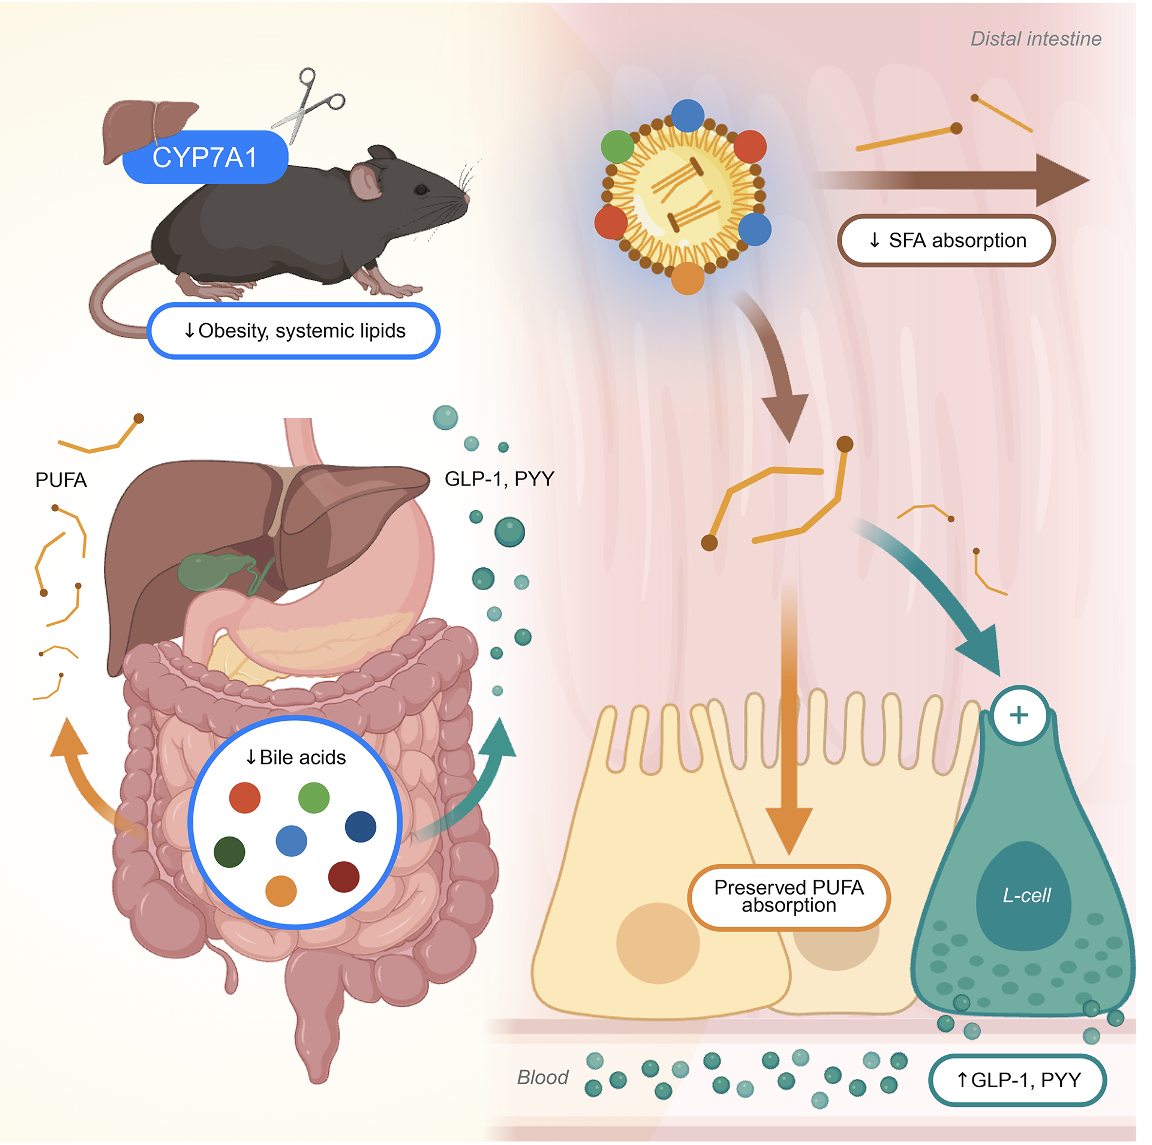 Distal intestine
CYP7A1
↓ SFA absorption
↓Obesity, systemic lipids
PUFA
GLP-1, PYY
↓Bile acids
+
Preserved PUFA
absorption
L-cell
Blood
↑GLP-1, PYY